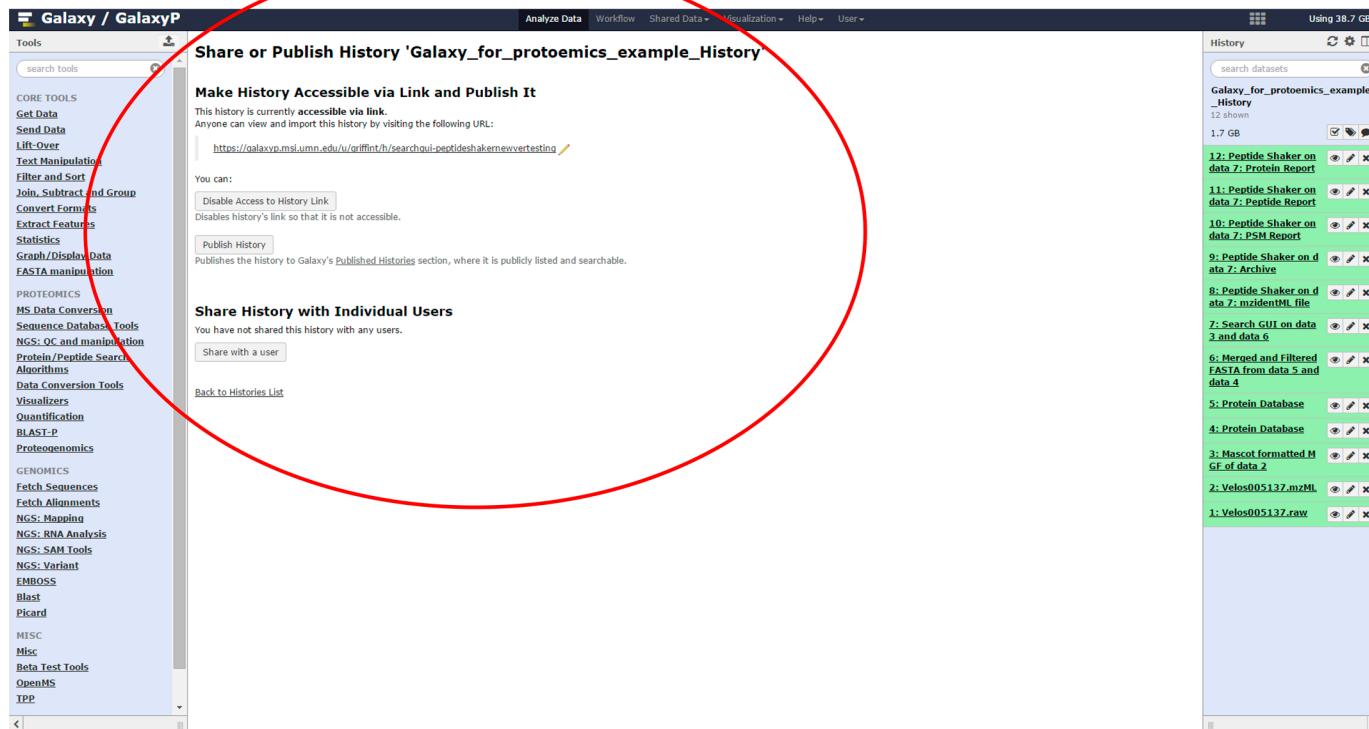 Galaxy / GalaxyP
Analyze Data Workflow Shared Data Visualization Help User
Using 38.7 GB
Tools
search tools
CORE TOOLS
Get Data
Send Data
Lift-Over
Text Manipulation
Filter and Sort
Join, Subtract and Group
Convert Formats
Extract Features
Statistics
Graph/Display Data
FASTA manipulation
PROTEOMICS
MS Data Conversion
Sequence Database Tools
NGS: QC and manipulation
Protein/Peptide Search
Algorithms
Data Conversion Tools
Visualizers
Quantification
BLAST-P
Proteogenomics
GENOMICS
Fetch Sequences
Fetch Alignments
NGS: Mapping
NGS: RNA Analysis
NGS: SAM Tools
NGS: Variant
EMBOSS
Blast
Picard
MISC
Misc
Beta Test Tools
OpenMS
TPP
Share or Publish History 'Galaxy_for_protoemics_example_History'
Make History Accessible via Link and Publish It
This history is currently accessible via link.
Anyone can view and import this history by visiting the following URL:
https://galaxyp.msi.umn.edu/u/griffint/h/searchgui-peptideshakernewvertesting
You can:
Disable Access to History Link
Disables history's link so that it is not accessible.
Publish History
Publishes the history to Galaxy's Published Histories section, where it is publicly listed and searchable.
Share History with Individual Users
You have not shared this history with any users.
Share with a user
Back to Histories List
History
search datasets
Galaxy_for_protoemics_example
_History
12 shown
1.7 GB
12: Peptide Shaker on
data 7: Protein Report
11: Peptide Shaker on
data 7: Peptide Report
10: Peptide Shaker on
data 7: PSM Report
9: Peptide Shaker on d
ata 7: Archive
8: Peptide Shaker on d
ata 7: mzidentML file
7: Search GUI on data
3 and data 6
6: Merged and Filtered
FASTA from data 5 and
data 4
5: Protein Database
4: Protein Database
3: Mascot formatted M
GF of data 2
2: Velos005137.mzML
1: Velos005137.raw